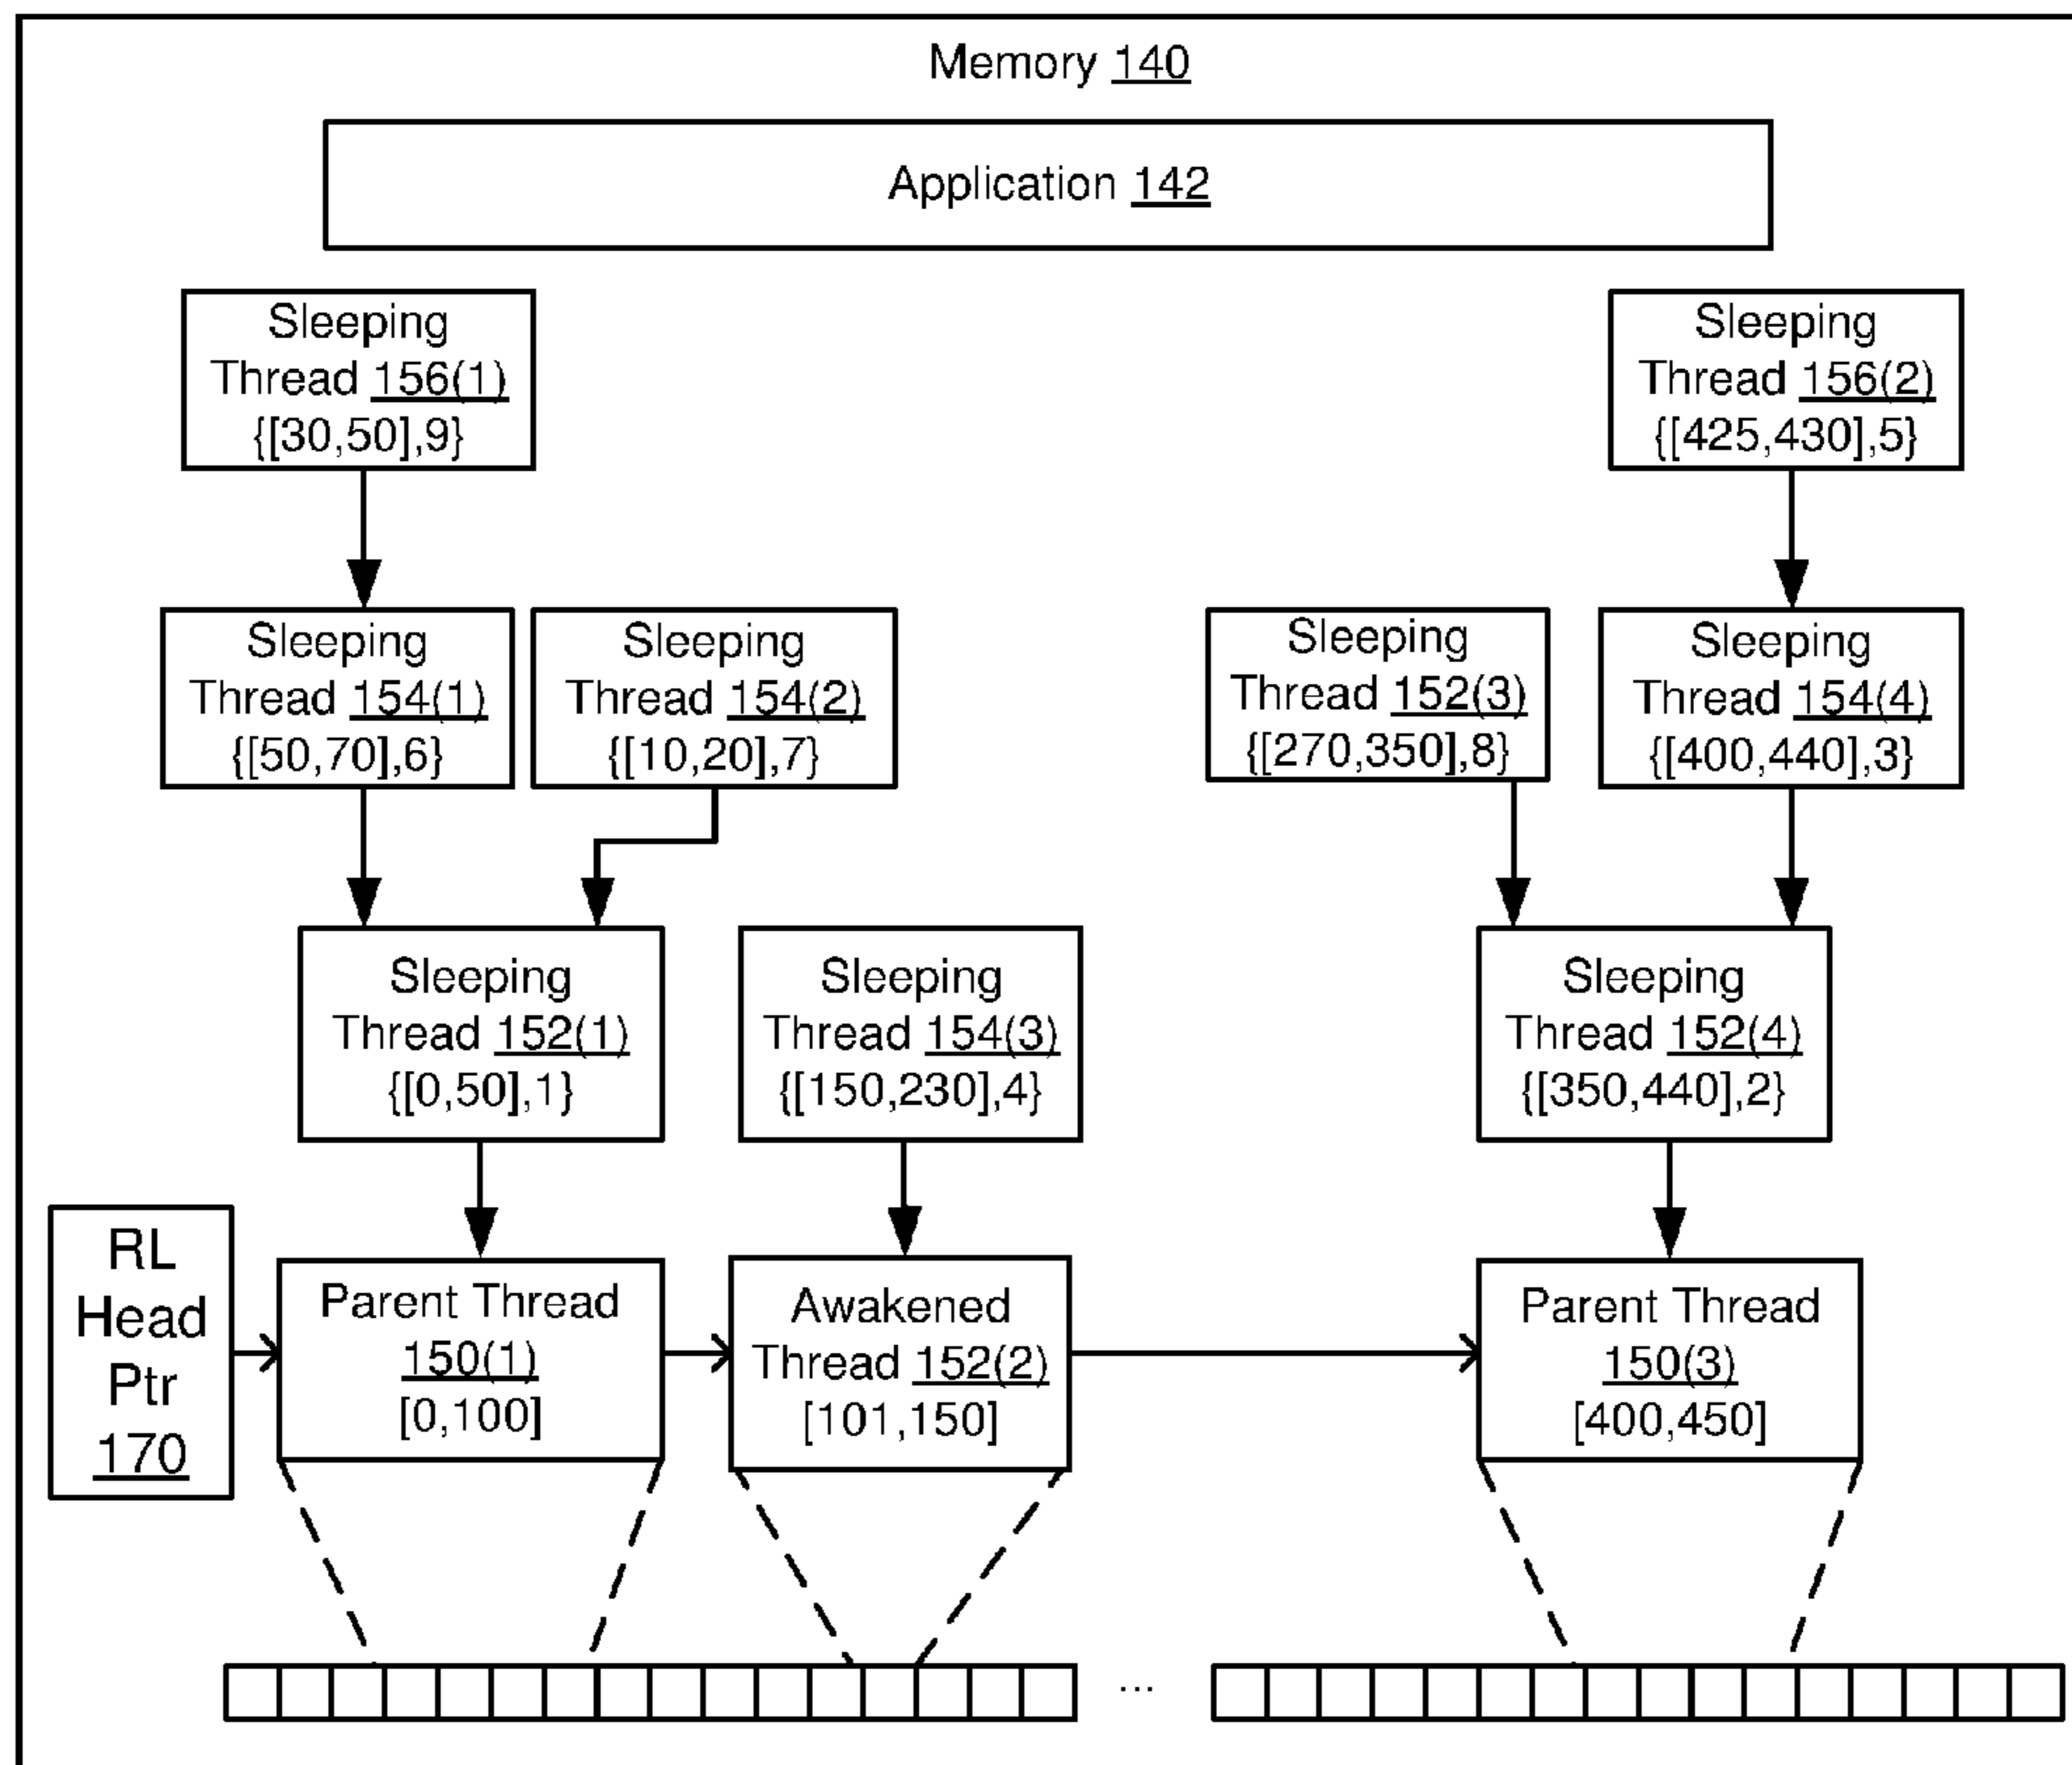 Memory 140
Application 142
Sleeping
Thread 156(1)
{[30,50],9}
Sleeping
Thread 156(2)
{[425,430],5}
Sleeping
Thread 154(1)
{[50,70],6}
Sleeping
Thread 154(2)
{[10,20],7}
Sleeping
Thread 152(3)
{[270,350],8}
Sleeping
Thread 154(4)
{[400,440],3}
Sleeping
Thread 152(1)
{[0,50],1}
Sleeping
Thread 154(3)
{[150,230],4}
Sleeping
Thread 152(4)
{[350,440],2}
RL
Head
Ptr
170
Parent Thread
150(1)
[0,100]
Awakened
Thread 152(2)
[101,150]
Parent Thread
150(3)
[400,450]
...